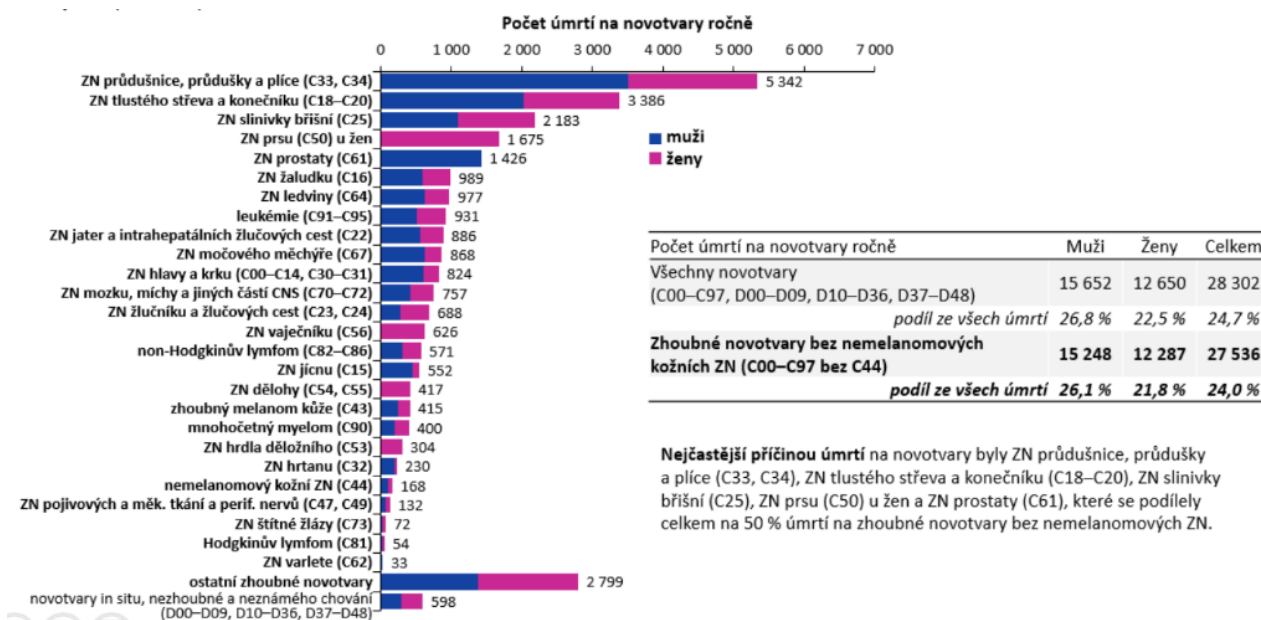 Počet úmrtí na novotvary ročně
0 1 000 2 000 3 000 4 000 5 000 6 000 7 000
ZN průdušnice, průdušky a plíce (C33, C34) 5 342
ZN tlustého střeva a konečníku (C18–C20) 3 386
ZN slinivky břišní (C25) 2 183
ZN prsu (C50) u žen 1 675
ZN prostaty (C61) 1 426
ZN žaludku (C16) 989
ZN ledviny (C64) 977
leukémie (C91–C95) 931
ZN jater a intrahepatálních žlučových cest (C22) 886
ZN močového měchýře (C67) 868
ZN hlavy a krku (C00–C14, C30–C31) 824
ZN mozku, míchy a jiných částí CNS (C70–C72) 757
ZN žlučníku a žlučových cest (C23, C24) 688
ZN vaječníku (C56) 626
non-Hodgkinův lymfom (C82–C86) 571
ZN jícnu (C15) 552
ZN dělohy (C54, C55) 417
zhoubný melanom kůže (C43) 415
mnohočetný myelom (C90) 400
ZN hrdla děložního (C53) 304
ZN hrtanu (C32) 230
nemelanomový kožní ZN (C44) 168
ZN pojivových a měk. tkání a perif. nervů (C47, C49) 132
ZN štítné žlázy (C73) 72
Hodgkinův lymfom (C81) 54
ZN varlete (C62) 33
ostatní zhoubné novotvary 2 799
novotvary in situ, nezhoubné a neznámého chování 598
(D00–D09, D10–D36, D37–D48)
muži
ženy
Počet úmrtí na novotvary ročně Muži Ženy Celkem
Všechny novotvary
(C00–C97, D00–D09, D10–D36, D37–D48) 15 652 12 650 28 302
podíl ze všech úmrtí 26,8 % 22,5 % 24,7 %
Zhoubné novotvary bez nemelanomových
kožních ZN (C00–C97 bez C44) 15 248 12 287 27 536
podíl ze všech úmrtí 26,1 % 21,8 % 24,0 %
Nejčastější příčinou úmrtí na novotvary byly ZN průdušnice, průdušky
a plíce (C33, C34), ZN tlustého střeva a konečníku (C18–C20), ZN slinivky
břišní (C25), ZN prsu (C50) u žen a ZN prostaty (C61), které se podílely
celkem na 50 % úmrtí na zhoubné novotvary bez nemelanomových ZN.